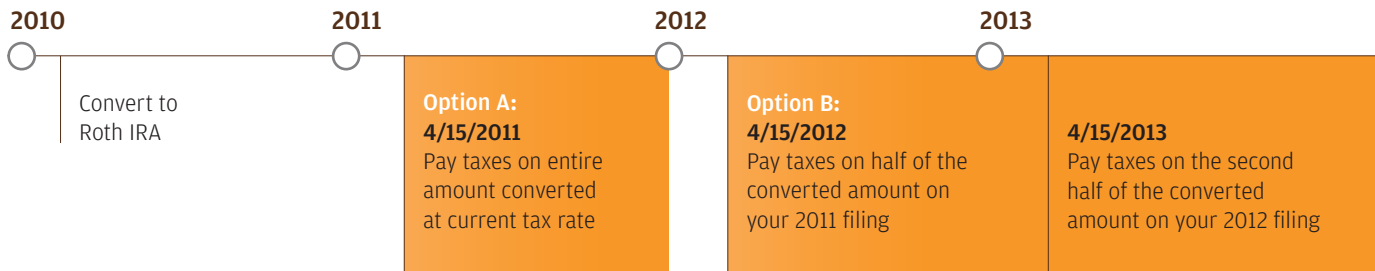 2010
2011
2012
2013
Convert to
Roth IRA
Option A:
4/15/2011
Pay taxes on entire
amount converted
at current tax rate
Option B:
4/15/2012
Pay taxes on half of the
converted amount on
your 2011 filing
4/15/2013
Pay taxes on the second
half of the converted
amount on your 2012 filing